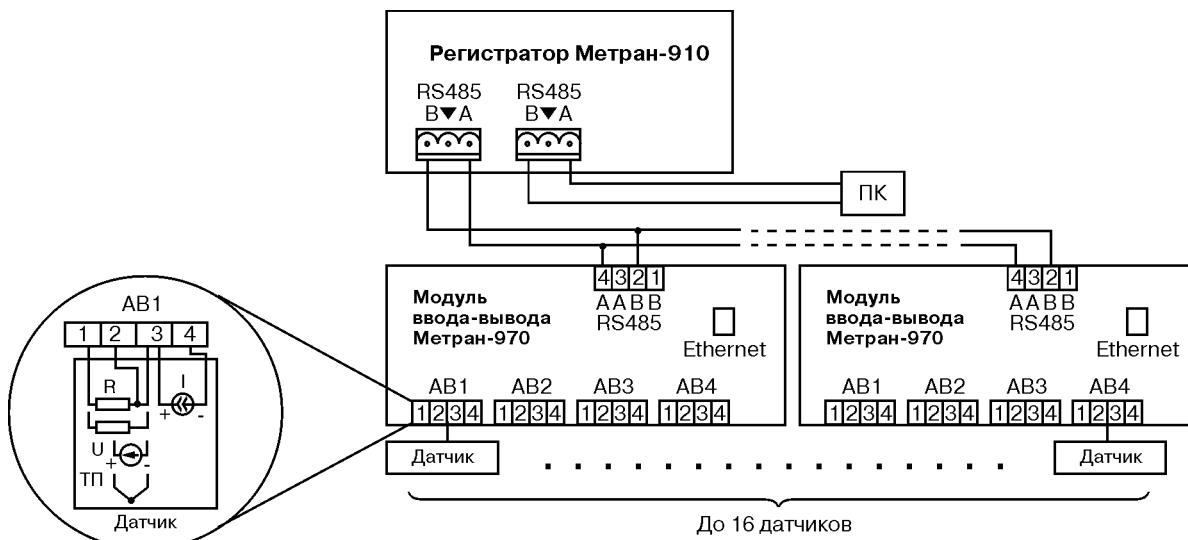 Регистратор Метран-910
RS485 RS485
B▼A B▼A
ПК
4 3 2 1 4 3 2 1
A A B B A A B B
RS485 RS485
Модуль
ввода-вывода
Метран-970
Ethernet
Модуль
ввода-вывода
Метран-970
Ethernet
AB1 AB2 AB3 AB4 AB1 AB2 AB3 AB4
1 2 3 4 1 2 3 4 1 2 3 4 1 2 3 4 1 2 3 4 1 2 3 4 1 2 3 4 1 2 3 4
Датчик Датчик
До 16 датчиков
AB1
1 2 3 4
R I
+ -
U + -
ТП
Датчик